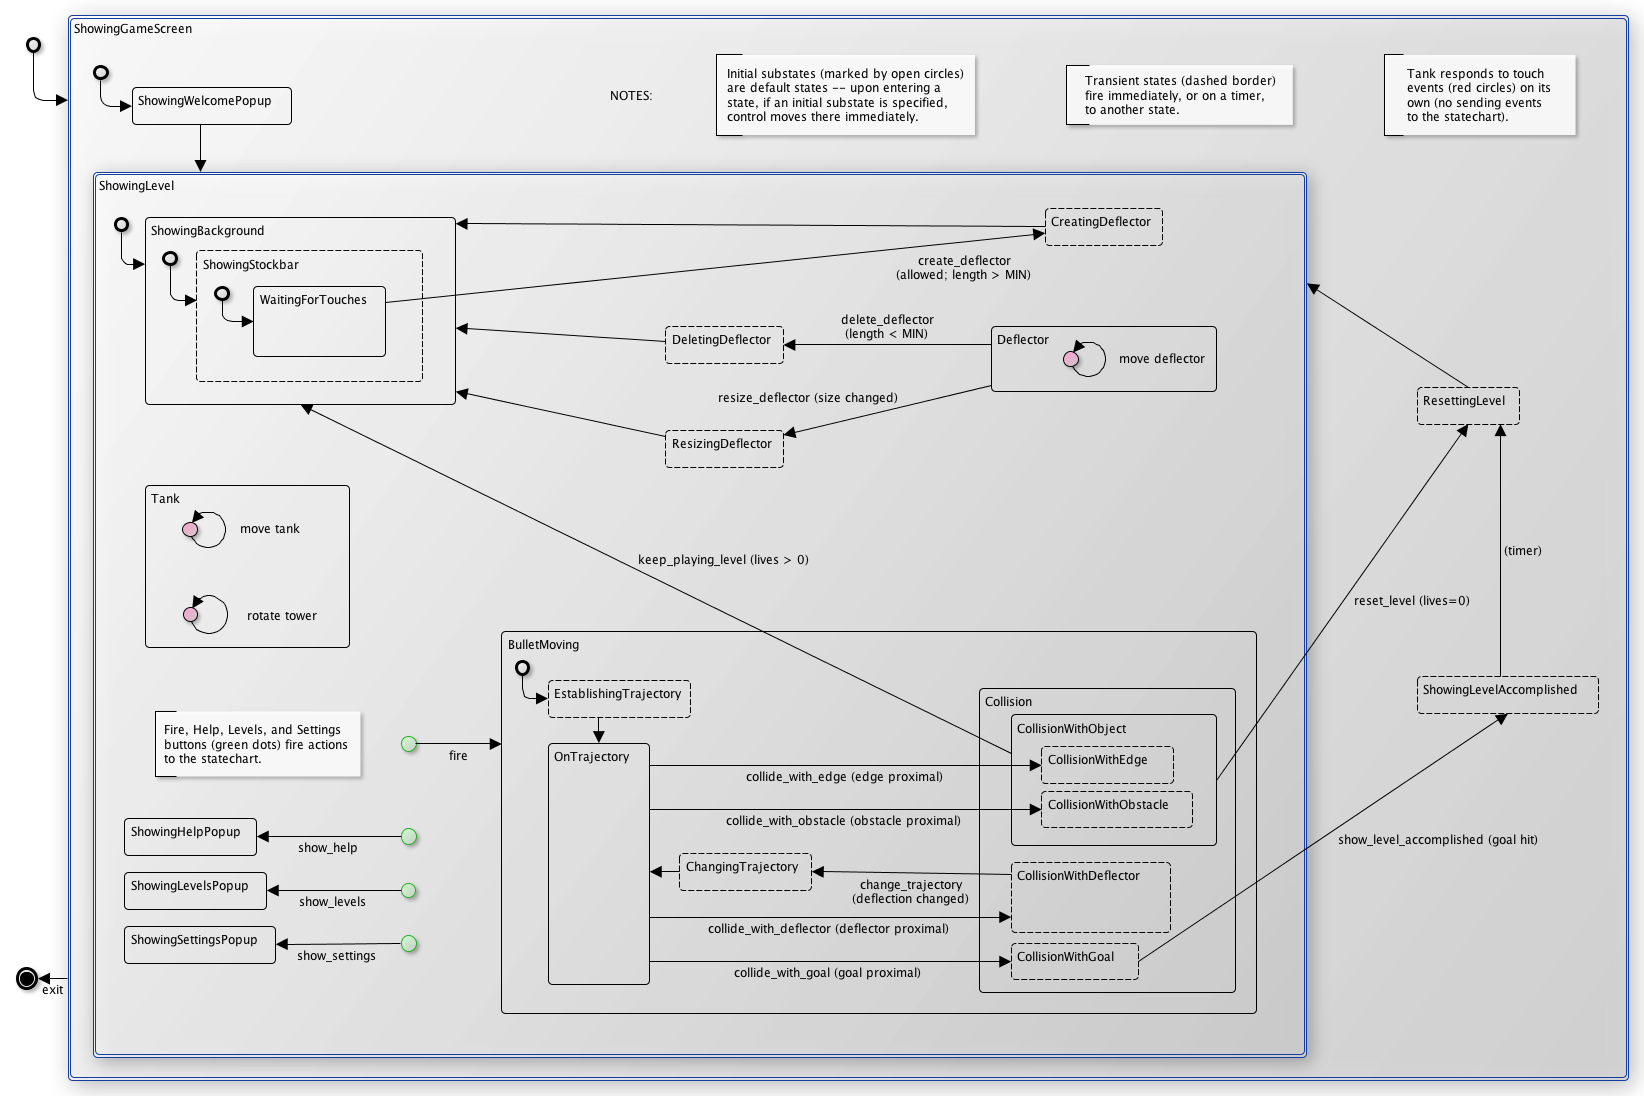 ShowingGameScreen
ShowingWelcomePopup
NOTES:
Initial substates (marked by open circles)
are default states -- upon entering a
state, if an initial substate is specified,
control moves there immediately.
Transient states (dashed border)
fire immediately, or on a timer,
to another state.
Tank responds to touch
events (red circles) on its
own (no sending events
to the statechart).
ShowingLevel
ShowingBackground
ShowingStockbar
WaitingForTouches
CreatingDeflector
create_deflector
(allowed; length > MIN)
DeletingDeflector
delete_deflector
(length < MIN)
Deflector
move deflector
resize_deflector (size changed)
ResizingDeflector
ResettingLevel
Tank
move tank
rotate tower
keep_playing_level (lives > 0)
(timer)
reset_level (lives=0)
BulletMoving
EstablishingTrajectory
OnTrajectory
Collision
CollisionWithObject
CollisionWithEdge
CollisionWithObstacle
collide_with_edge (edge proximal)
collide_with_obstacle (obstacle proximal)
ShowingLevelAccomplished
Fire, Help, Levels, and Settings
buttons (green dots) fire actions
to the statechart.
fire
ShowingHelpPopup
show_help
ShowingLevelsPopup
show_levels
ShowingSettingsPopup
show_settings
ChangingTrajectory
change_trajectory
(deflection changed)
CollisionWithDeflector
collide_with_deflector (deflector proximal)
CollisionWithGoal
collide_with_goal (goal proximal)
show_level_accomplished (goal hit)
exit